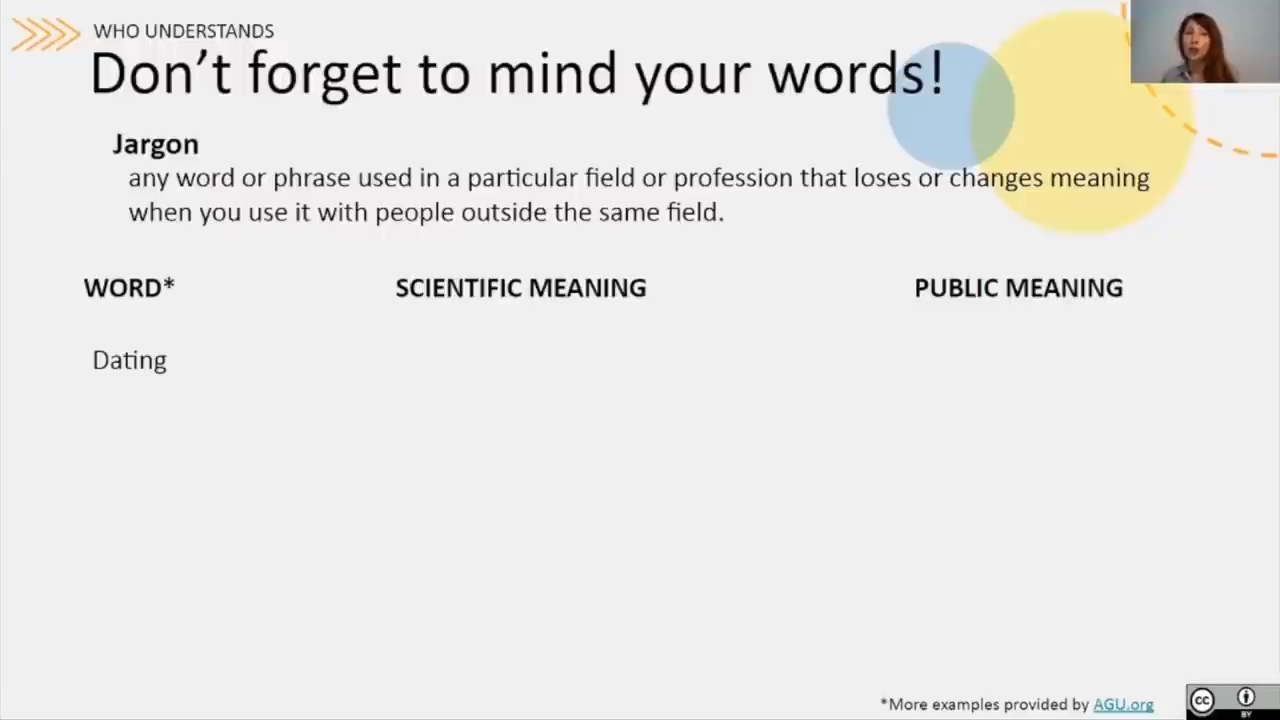 WHO UNDERSTANDS
Don't forget to mind your words!
Jargon
any word or phrase used in a particular field or profession that loses or changes meaning
when you use it with people outside the same field.
WORD* SCIENTIFIC MEANING PUBLIC MEANING
Dating
*More examples provided by AGU.org
cc
BY